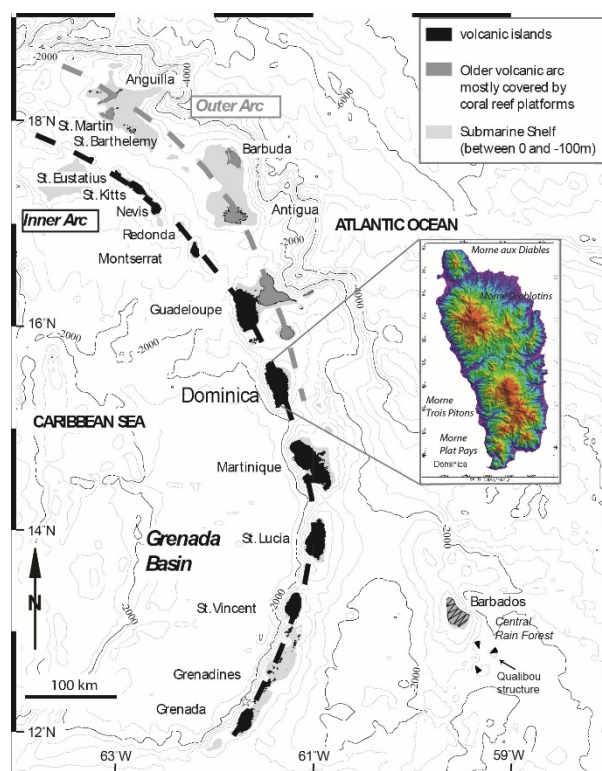 volcanic islands
Older volcanic arc
mostly covered by
coral reef platforms
Submarine Shelf
(between 0 and -100m)
-2000
-4000
Anguilla
Outer Arc
18°N
St. Martin
St. Barthelemy
Barbuda
St. Eustatius
St. Kitts
Nevis
Antigua
Inner Arc
Redonda
Montserrat
ATLANTIC OCEAN
-2000
Morne aux Diables
Morne Diablotins
Guadeloupe
16°N
-2000
Dominica
CARIBBEAN SEA
Morne
Trois Pitons
Morne
Plat Pays
Dominica
Martinique
14°N
Grenada
Basin
St. Lucia
-2000
N
St. Vincent
-2000
Barbados
Central
Rain Forest
Qualibou
structure
Grenadines
100 km
Grenada
-2000
12°N
63°W
61°W
59°W